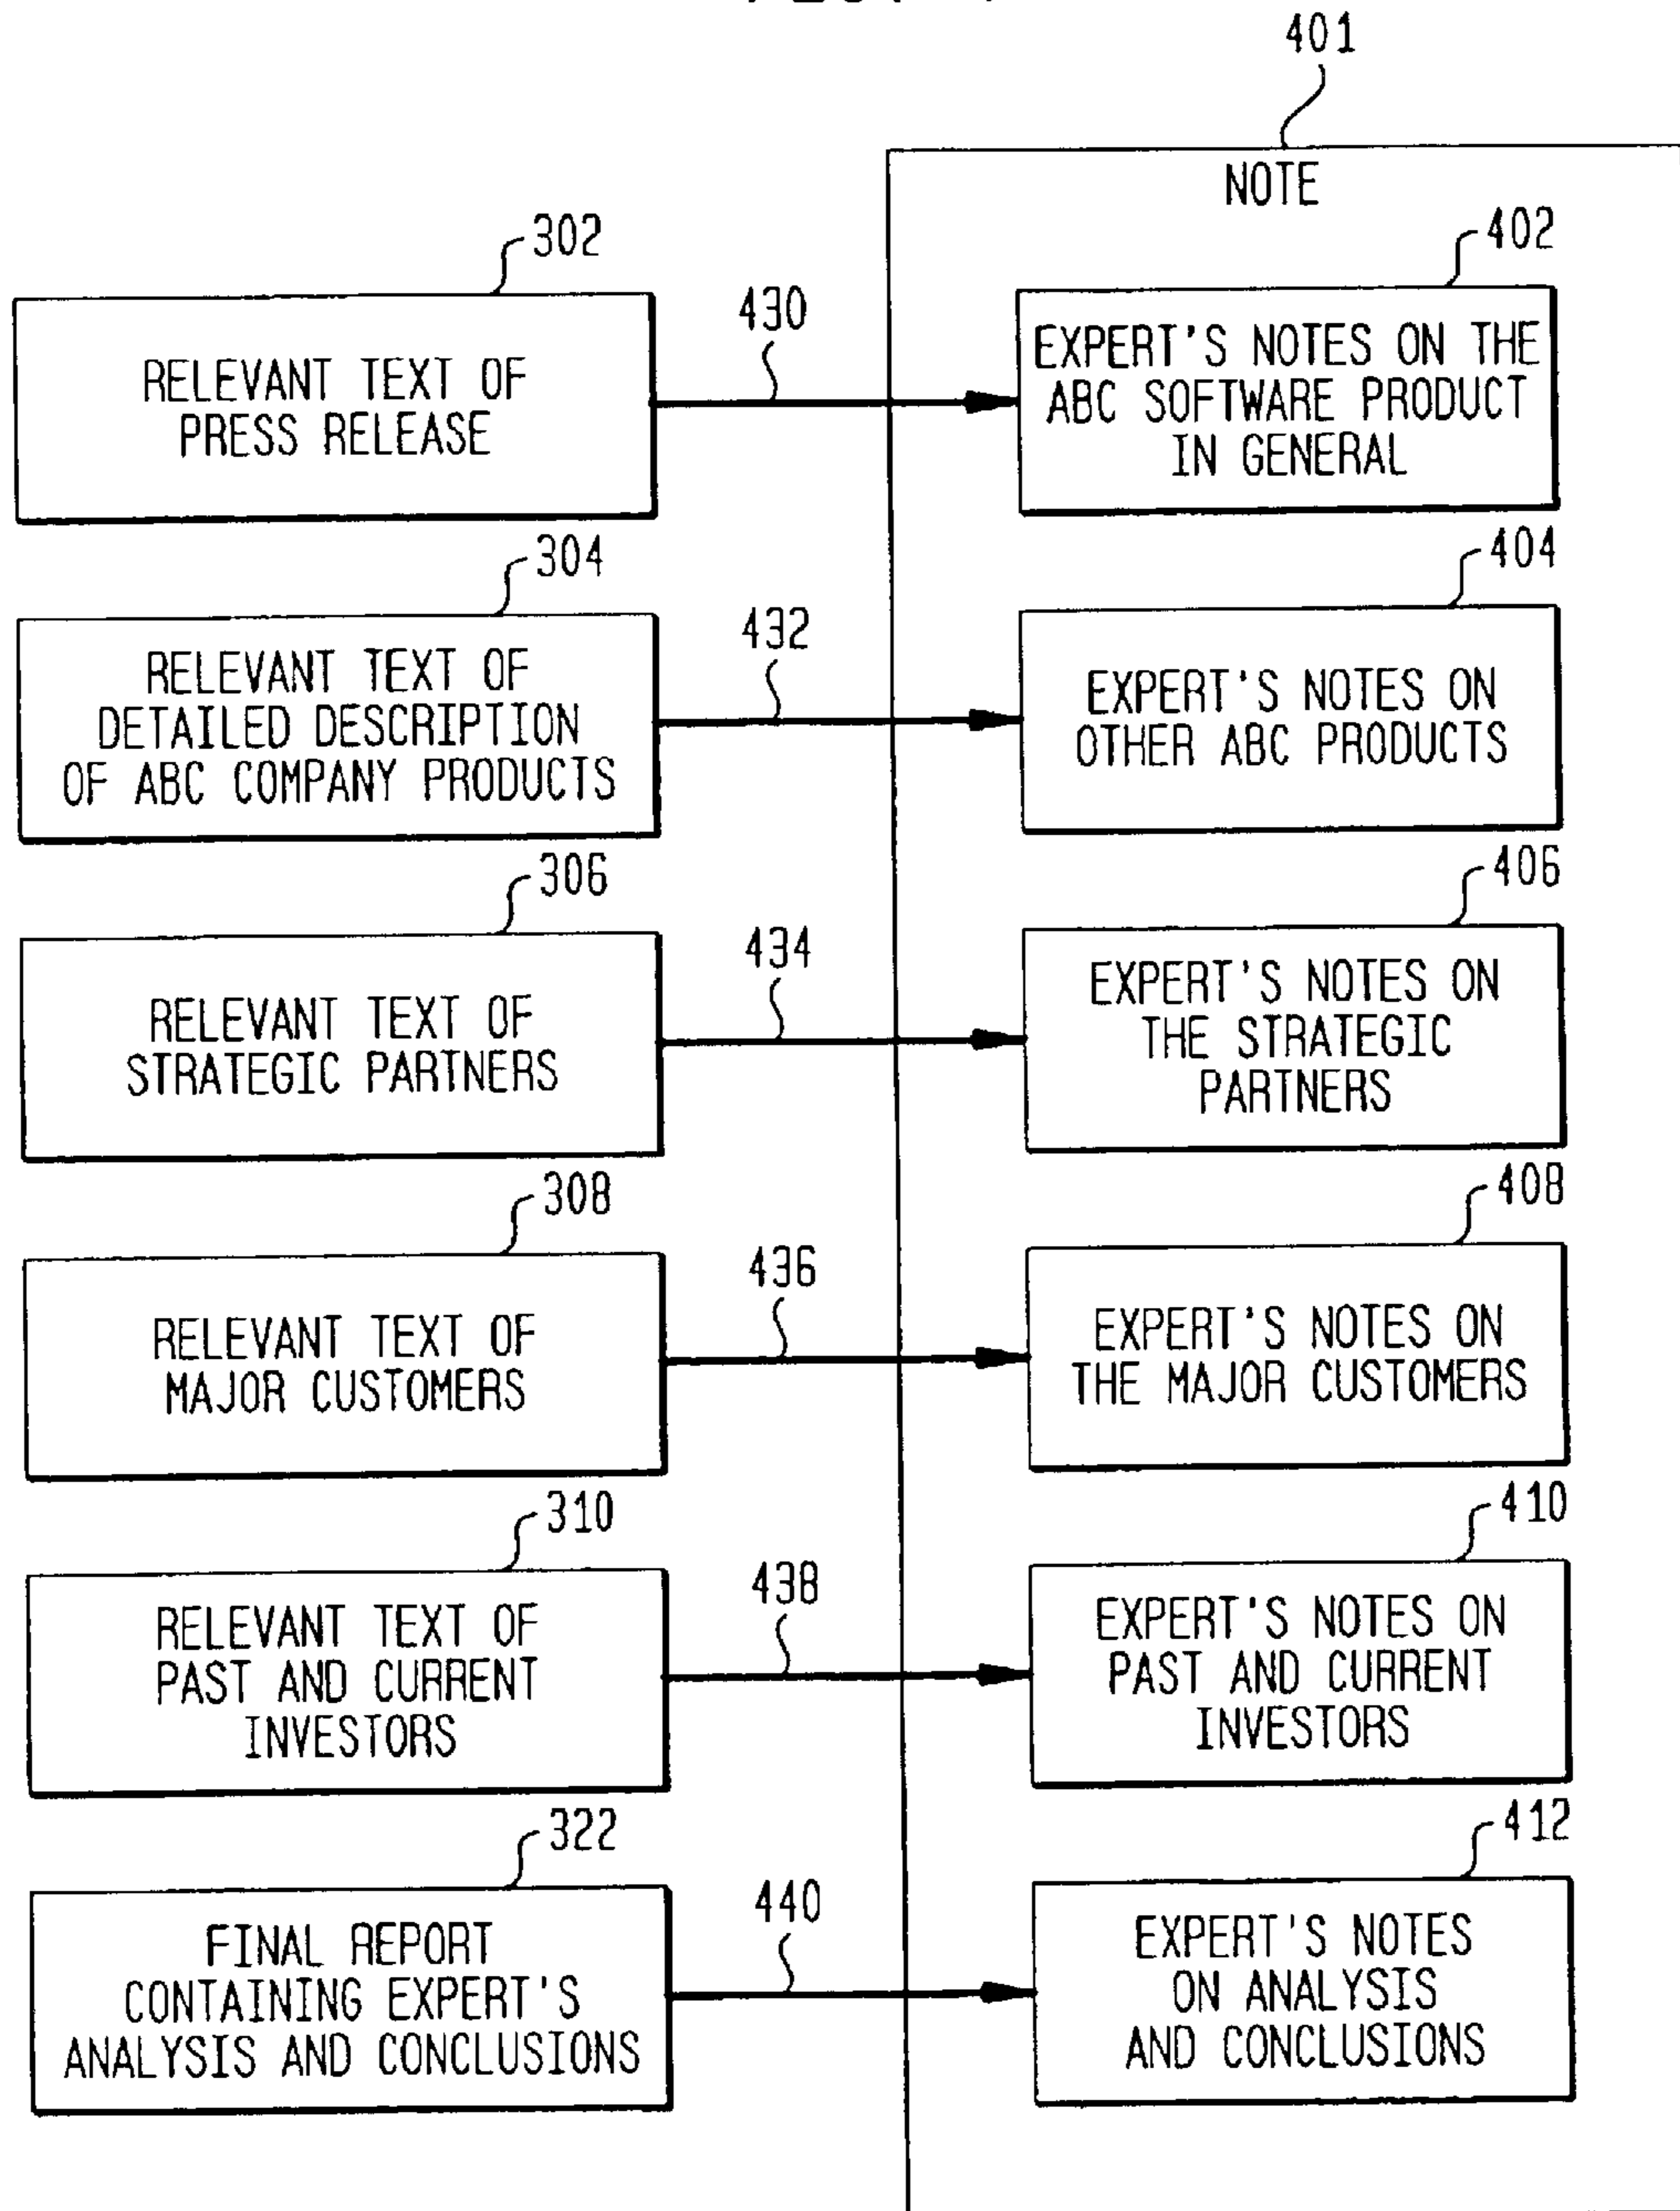 401
NOTE
302
430
402
RELEVANT TEXT OF
PRESS RELEASE
EXPERT'S NOTES ON THE
ABC SOFTWARE PRODUCT
IN GENERAL
304
432
404
RELEVANT TEXT OF
DETAILED DESCRIPTION
OF ABC COMPANY PRODUCTS
EXPERT'S NOTES ON
OTHER ABC PRODUCTS
306
434
406
RELEVANT TEXT OF
STRATEGIC PARTNERS
EXPERT'S NOTES ON
THE STRATEGIC
PARTNERS
308
436
408
RELEVANT TEXT OF
MAJOR CUSTOMERS
EXPERT'S NOTES ON
THE MAJOR CUSTOMERS
310
438
410
RELEVANT TEXT OF
PAST AND CURRENT
INVESTORS
EXPERT'S NOTES ON
PAST AND CURRENT
INVESTORS
322
440
412
FINAL REPORT
CONTAINING EXPERT'S
ANALYSIS AND CONCLUSIONS
EXPERT'S NOTES
ON ANALYSIS
AND CONCLUSIONS